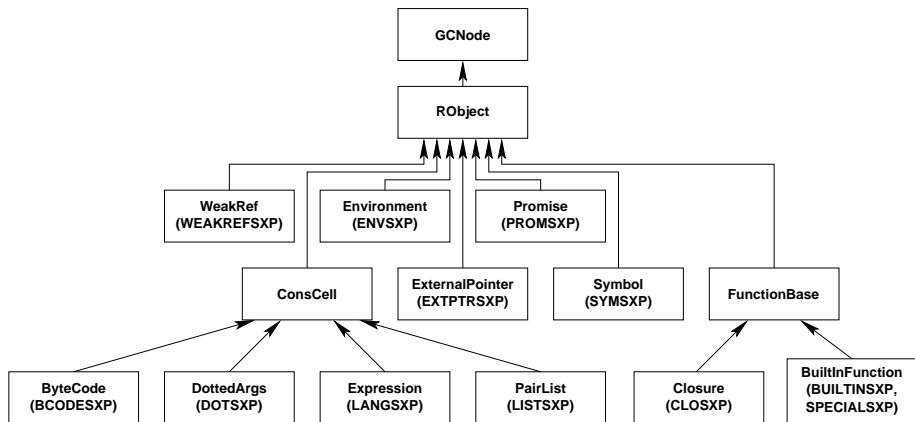 GCNode
RObject
WeakRef
(WEAKREFSXP)
Environment
(ENVSXP)
Promise
(PROMSXP)
ConsCell
ExternalPointer
(EXTPTRSXP)
Symbol
(SYMSXP)
FunctionBase
ByteCode
(BCODESXP)
DottedArgs
(DOTSXP)
Expression
(LANGSXP)
PairList
(LISTSXP)
Closure
(CLOSXP)
BuiltInFunction
(BUILTINSXP,
SPECIALSXP)